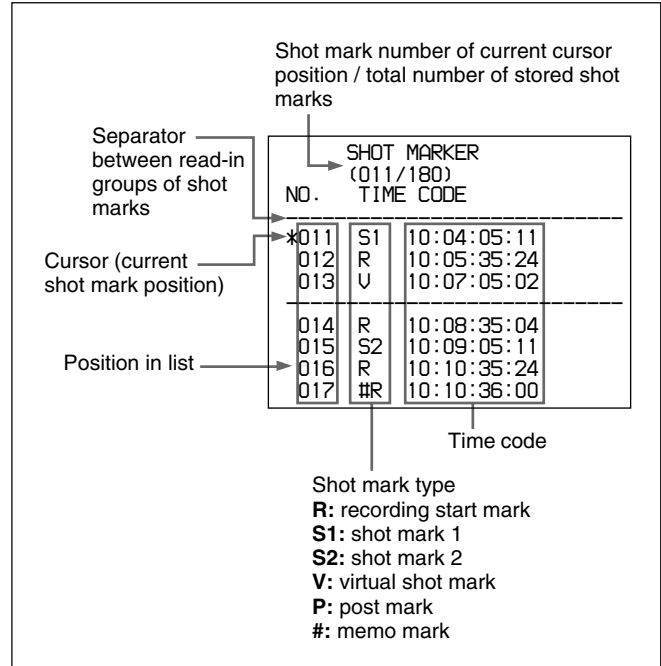 Shot mark number of current cursor
position / total number of stored shot
marks
Separator
between read-in
groups of shot
marks
SHOT MARKER
(011/180)
NO. TIME CODE
Cursor (current
shot mark position)
*011 S1 10:04:05:11
012 R 10:05:35:24
013 V 10:07:05:02
Position in list
014 R 10:08:35:04
015 S2 10:09:05:11
016 R 10:10:35:24
017 #R 10:10:36:00
Time code
Shot mark type
R: recording start mark
S1: shot mark 1
S2: shot mark 2
V: virtual shot mark
P: post mark
#: memo mark